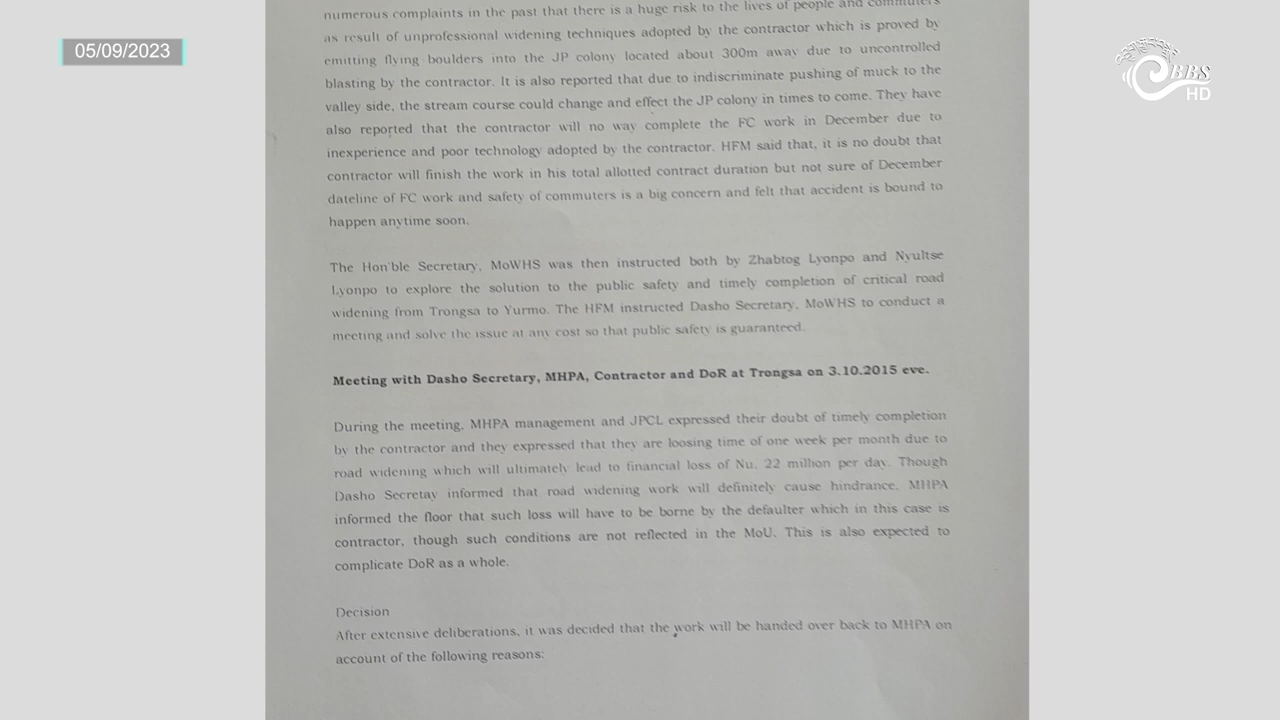 05/09/2023
BBS
HD
numerous complaints in the past that there is a huge risk to the lives of people and commuters
as result of unprofessional widening techniques adopted by the contractor which is proved by
emitting flying boulders into the JP colony located about 300m away due to uncontrolled
blasting by the contractor. It is also reported that due to indiscriminate pushing of muck to the
valley side, the stream course could change and effect the JP colony in times to come. They have
also reported that the contractor will no way complete the FC work in December due to
inexperience and poor technology adopted by the contractor. HFM said that, it is no doubt that
contractor will finish the work in his total allotted contract duration but not sure of December
dateline of FC work and safety of commuters is a big concern and felt that accident is bound to
happen anytime soon.
The Hon'ble Secretary, MoWHS was then instructed both by Zhabtog Lyonpo and Nyultse
Lyonpo to explore the solution to the public safety and timely completion of critical road
widening from Trongsa to Yurmo. The HFM instructed Dasho Secretary, MoWHS to conduct a
meeting and solve the issue at any cost so that public safety is guaranteed.
Meeting with Dasho Secretary, MHPA, Contractor and DoR at Trongsa on 3.10.2015 eve.
During the meeting, MHPA management and JPCL expressed their doubt of timely completion
by the contractor and they expressed that they are loosing time of one week per month due to
road widening which will ultimately lead to financial loss of Nu. 22 million per day. Though
Dasho Secretay informed that road widening work will definitely cause hindrance, MHPA
informed the floor that such loss will have to be borne by the defaulter which in this case is
contractor, though such conditions are not reflected in the MoU. This is also expected to
complicate DoR as a whole.
Decision
After extensive deliberations, it was decided that the work will be handed over back to MHPA on
account of the following reasons: